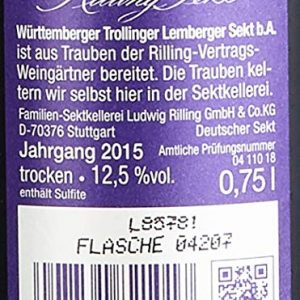 Rilling Sekt
Württemberger Trollinger Lemberger Sekt b.A.
ist aus Trauben der Rilling-Vertrags-
Weingärtner bereitet. Die Trauben kel-
tern wir selbst hier in der Sektkellerei.
Familien-Sektkellerei Ludwig Rilling GmbH & Co.KG
D-70376 Stuttgart Deutscher Sekt
Jahrgang 2015 Amtliche Prüfungsnummer
04 110 18
trocken • 12,5 %vol. 0,75 l
enthält Sulfite
L85781
FLASCHE 04207